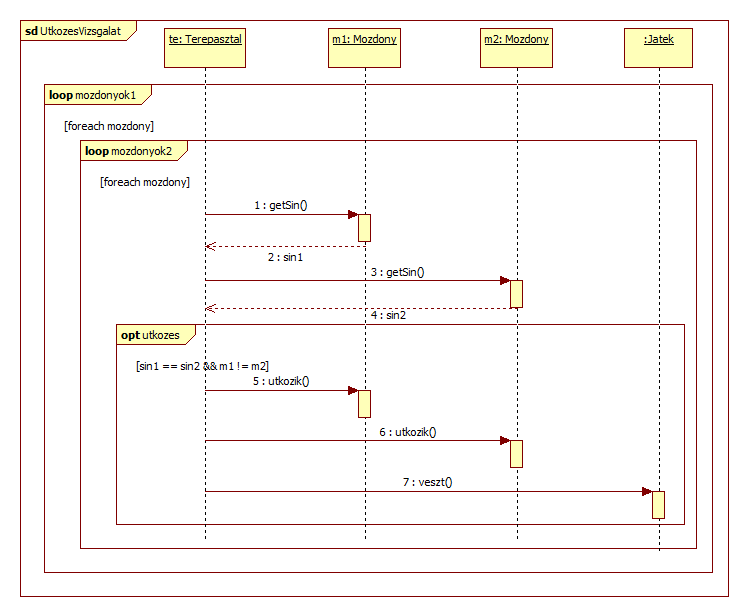 sd UtkozesVizsgalat
te: Terepasztal
m1: Mozdony
m2: Mozdony
:Jatek
loop mozdonyok1
[foreach mozdony]
loop mozdonyok2
[foreach mozdony]
1 : getSin()
2 : sin1
3 : getSin()
4 : sin2
opt utkozes
[sin1 == sin2 && m1 != m2]
5 : utkozik()
6 : utkozik()
7 : veszt()